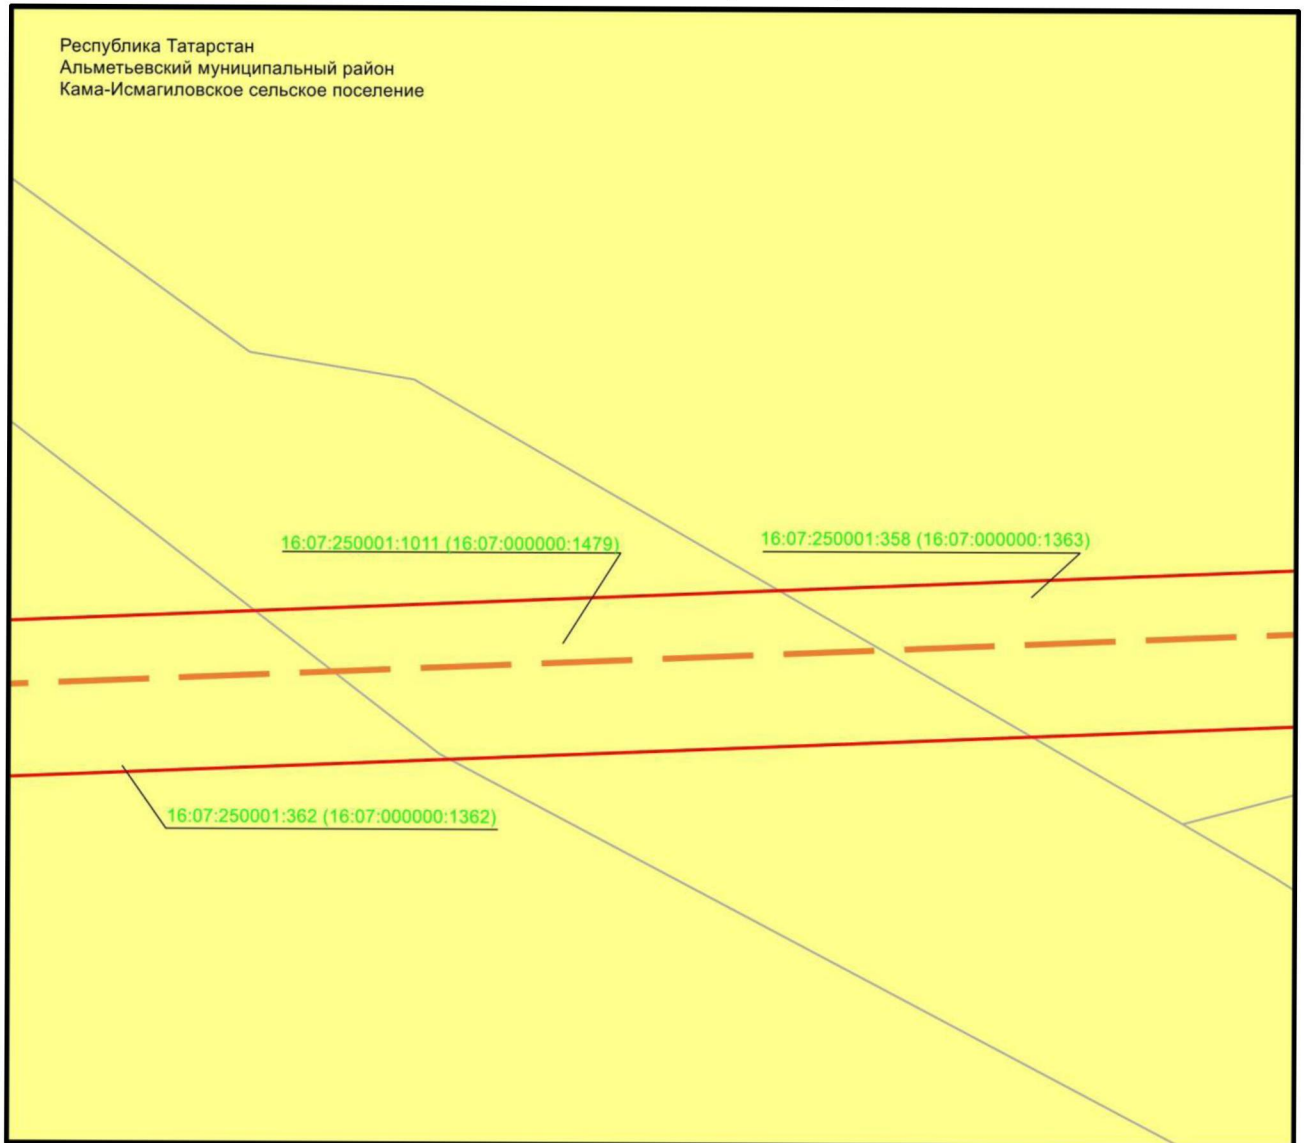 Республика Татарстан
Альметьевский муниципальный район
Кама-Исмагиловское сельское поселение
16:07:250001:1011 (16:07:000000:1479)
16:07:250001:358 (16:07:000000:1363)
16:07:250001:362 (16:07:000000:1362)